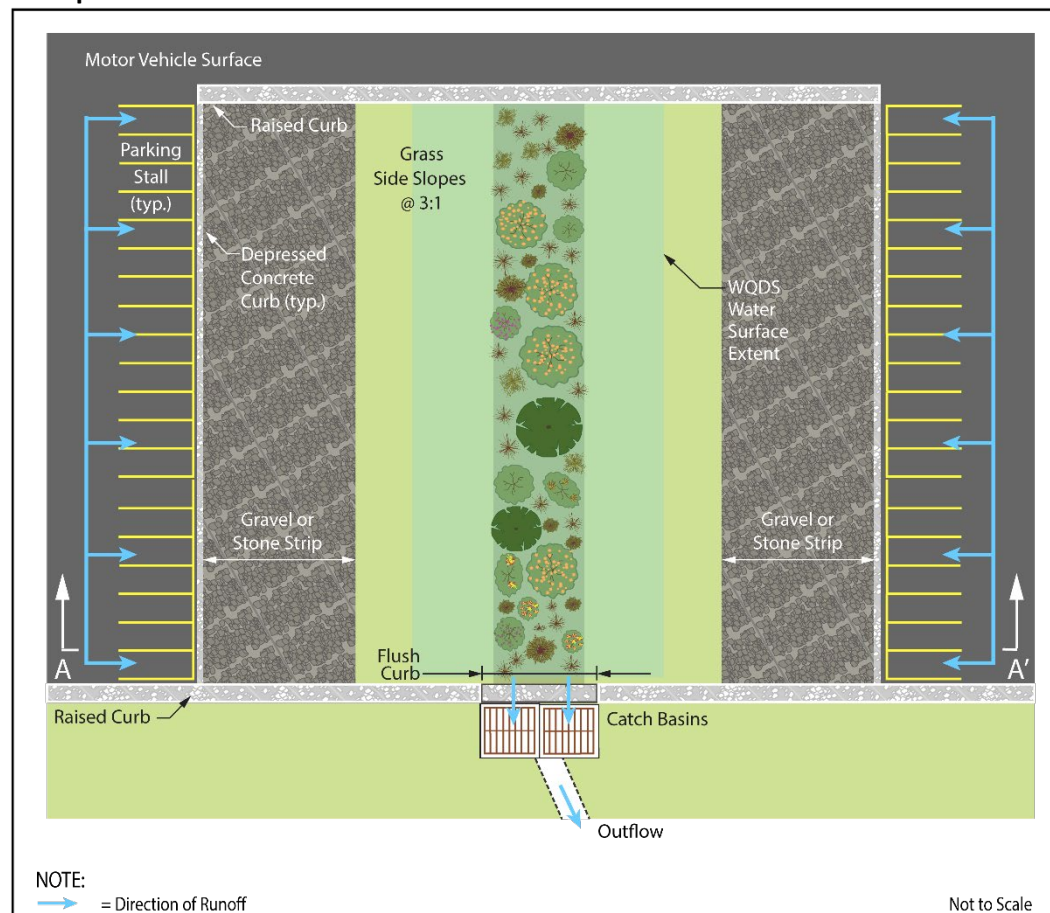 Motor Vehicle Surface
Raised Curb
Parking
Stall
(typ.)
Grass
Side Slopes
@ 3:1
Depressed
Concrete
Curb (typ.)
WQDS
Water
Surface
Extent
Gravel or
Stone Strip
Gravel or
Stone Strip
A
A'
Flush
Curb
Raised Curb
Catch Basins
Outflow
NOTE:
= Direction of Runoff
Not to Scale